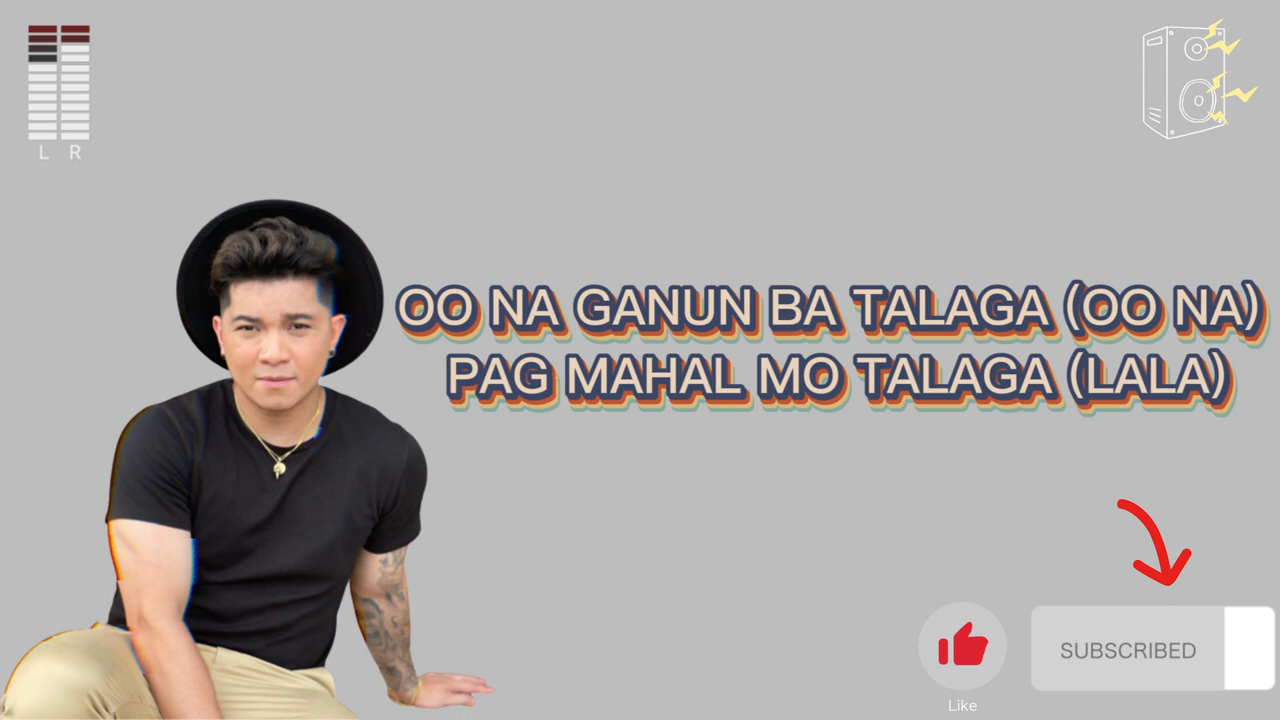 L R
OO NA GANUN BA TALAGA (OO NA)
PAG MAHAL MO TALAGA (LALA)
SUBSCRIBED
Like